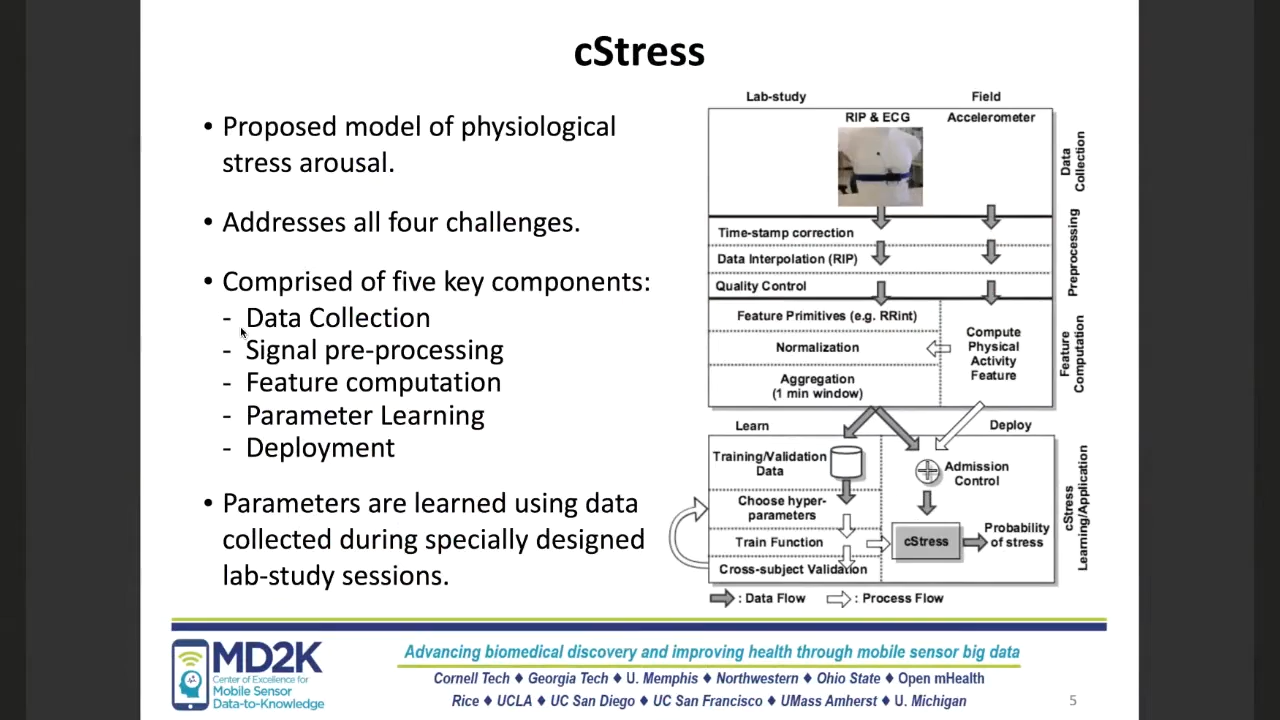 cStress
• Proposed model of physiological
stress arousal.
• Addresses all four challenges.
• Comprised of five key components:
- Data Collection
- Signal pre-processing
- Feature computation
- Parameter Learning
- Deployment
• Parameters are learned using data
collected during specially designed
lab-study sessions.
Lab-study
Field
RIP & ECG
Accelerometer
Data
Collection
Time-stamp correction
Data Interpolation (RIP)
Quality Control
Preprocessing
Feature Primitives (e.g. RRint)
Normalization
Aggregation
(1 min window)
Compute
Physical
Activity
Feature
Feature
Computation
Learn
Deploy
Training/Validation
Data
Choose hyper-
parameters
Train Function
Cross-subject Validation
Admission
Control
cStress
Probability
of stress
cStress
Learning/Application
: Data Flow
: Process Flow
MD2K
Center of Excellence for
Mobile Sensor
Data-to-Knowledge
Advancing biomedical discovery and improving health through mobile sensor big data
Cornell Tech ♦ Georgia Tech ♦ U. Memphis ♦ Northwestern ♦ Ohio State ♦ Open mHealth
Rice ♦ UCLA ♦ UC San Diego ♦ UC San Francisco ♦ UMass Amherst ♦ U. Michigan
5